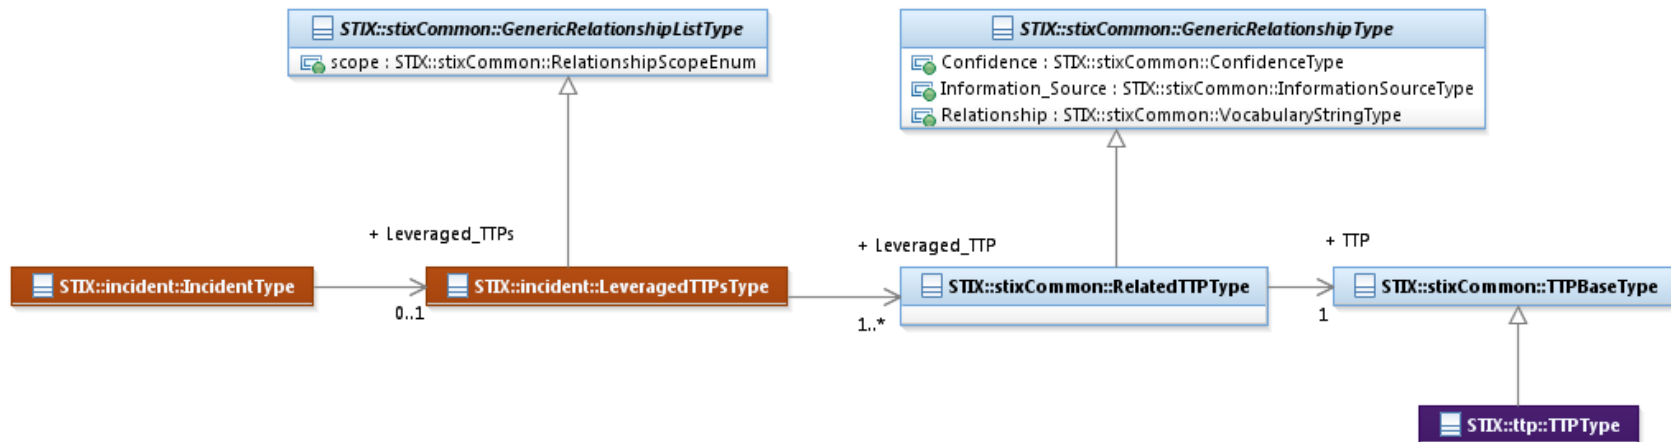 STIX::stixCommon::GenericRelationshipListType
scope : STIX::stixCommon::RelationshipScopeEnum
STIX::stixCommon::GenericRelationshipType
Confidence : STIX::stixCommon::ConfidenceType
Information_Source : STIX::stixCommon::InformationSourceType
Relationship : STIX::stixCommon::VocabularyStringType
+ Leveraged_TTPs
+ Leveraged_TTP
+ TTP
STIX::incident::IncidentType
STIX::incident::LeveragedTTPsType
STIX::stixCommon::RelatedTTPType
STIX::stixCommon::TTPBaseType
0..1
1..*
1
STIX::ttp::TTPType